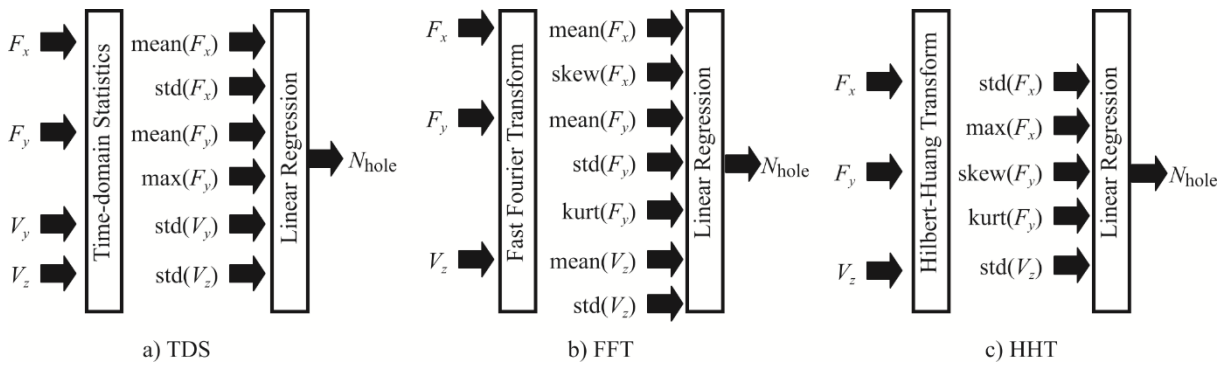 F_x
F_y
V_y
V_z
Time-domain Statistics
mean(F_x)
std(F_x)
mean(F_y)
max(F_y)
std(V_y)
std(V_z)
Linear Regression
N_hole
a) TDS
F_x
F_y
V_z
Fast Fourier Transform
mean(F_x)
skew(F_x)
mean(F_y)
std(F_y)
kurt(F_y)
mean(V_z)
std(V_z)
Linear Regression
N_hole
b) FFT
F_x
F_y
V_z
Hilbert-Huang Transform
std(F_x)
max(F_x)
skew(F_y)
kurt(F_y)
std(V_z)
Linear Regression
N_hole
c) HHT